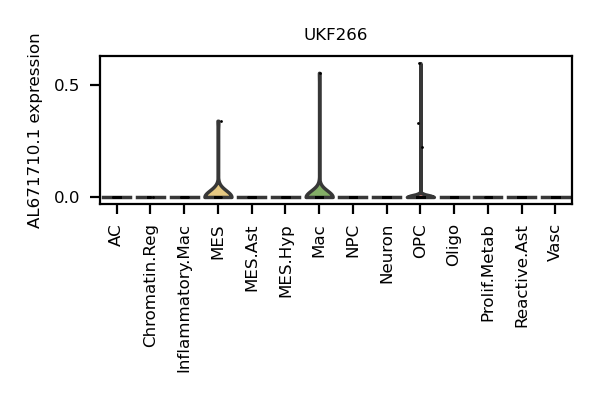 UKF266
AL671710.1 expression
0.5
0.0
AC
Chromatin.Reg
Inflammatory.Mac
MES
MES.Ast
MES.Hyp
Mac
NPC
Neuron
OPC
Oligo
Prolif.Metab
Reactive.Ast
Vasc